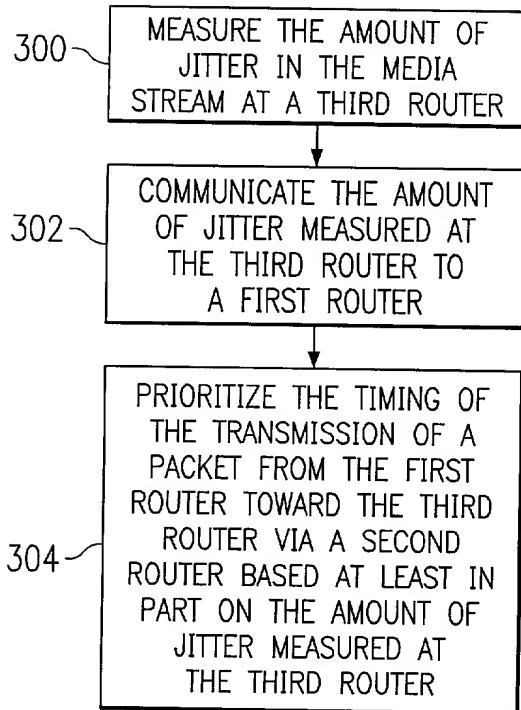 300
MEASURE THE AMOUNT OF
JITTER IN THE MEDIA
STREAM AT A THIRD ROUTER
302
COMMUNICATE THE AMOUNT
OF JITTER MEASURED AT
THE THIRD ROUTER TO
A FIRST ROUTER
304
PRIORITIZE THE TIMING OF
THE TRANSMISSION OF A
PACKET FROM THE FIRST
ROUTER TOWARD THE THIRD
ROUTER VIA A SECOND
ROUTER BASED AT LEAST IN
PART ON THE AMOUNT OF
JITTER MEASURED AT
THE THIRD ROUTER